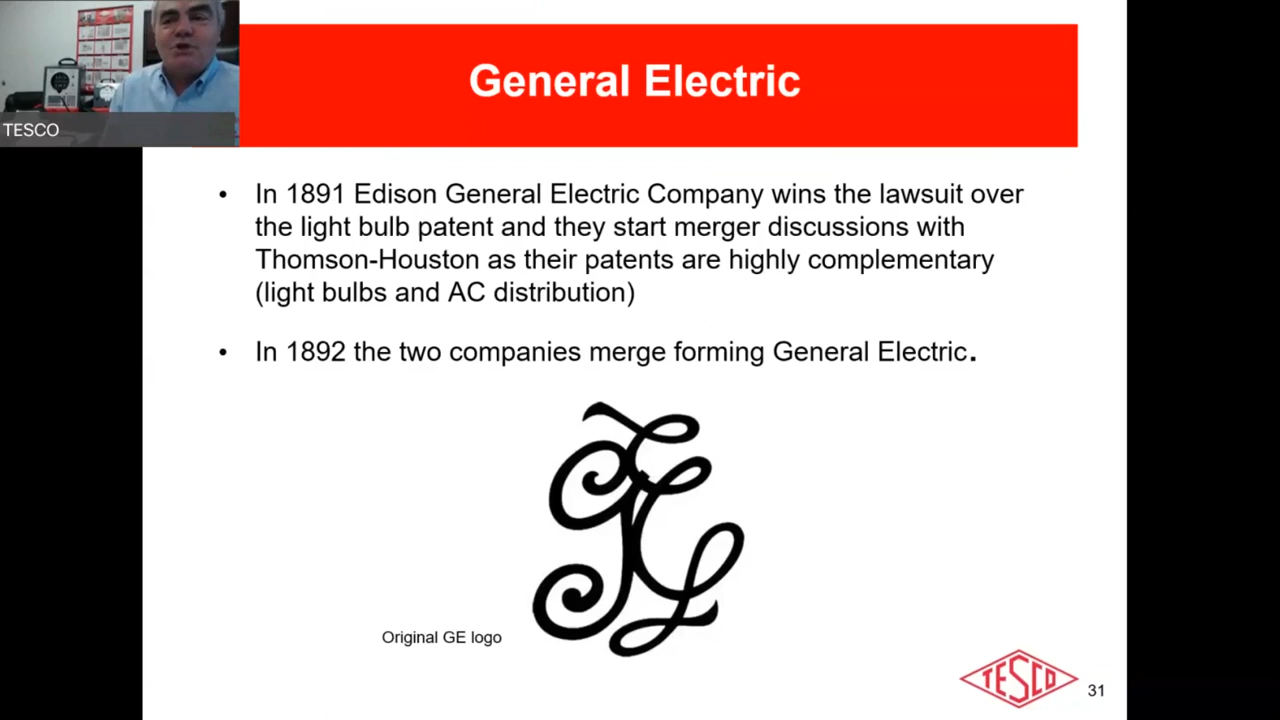 TESCO
General Electric
• In 1891 Edison General Electric Company wins the lawsuit over
the light bulb patent and they start merger discussions with
Thomson-Houston as their patents are highly complementary
(light bulbs and AC distribution)
• In 1892 the two companies merge forming General Electric.
GE
Original GE logo
TESCO
31